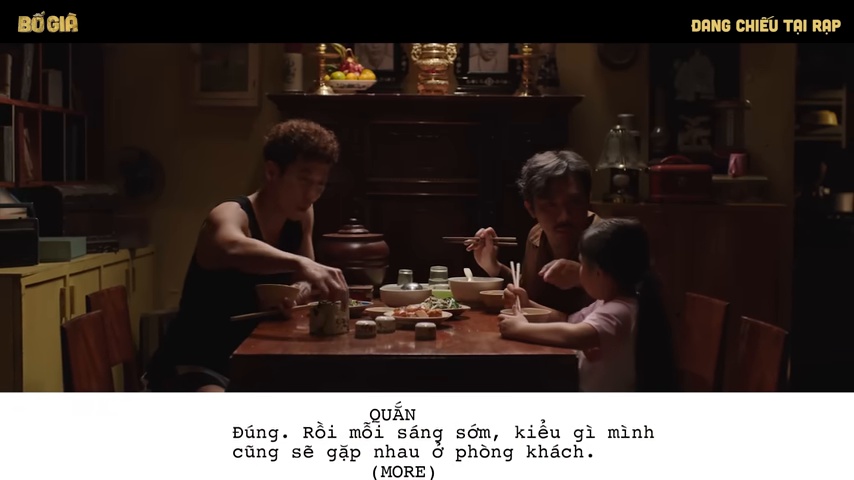 BỐ GIÀ
ĐANG CHIẾU TẠI RẠP
QUẮN
Đúng. Rồi mỗi sáng sớm, kiểu gì mình
cũng sẽ gặp nhau ở phòng khách.
(MORE)